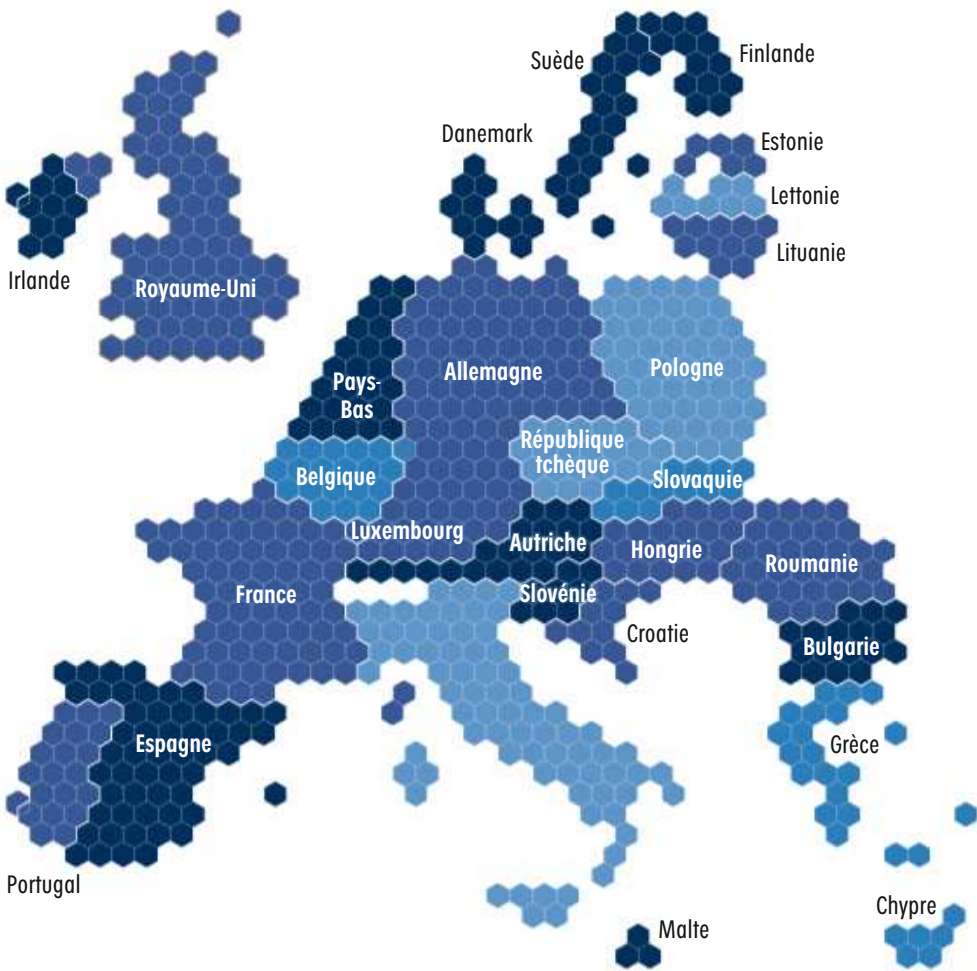 Suède
Finlande
Danemark
Estonie
Lettonie
Lituanie
Irlande
Royaume-Uni
Pays-
Bas
Allemagne
Pologne
République
tchèque
Belgique
Slovaquie
Luxembourg
Autriche
Hongrie
Roumanie
France
Slovénie
Croatie
Bulgarie
Espagne
Grèce
Portugal
Chypre
Malte